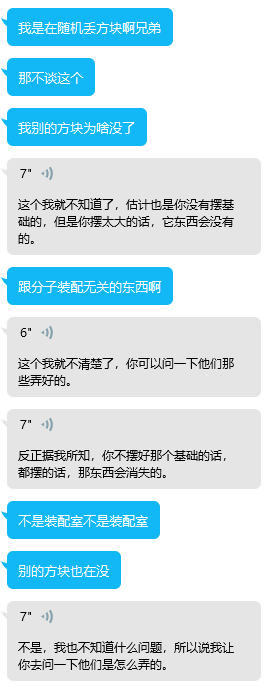 我是在随机丢方块啊兄弟
那不谈这个
我别的方块为啥没了
7"
这个我就不知道了，估计也是你没有摆基
础的，但是你摆太大的话，它东西会没有
的。
跟分子装配无关的东西啊
6"
这个我就不清楚了，你可以问一下他们那
些弄好的。
7"
反正据我所知，你不摆好那个基础的话，
都摆的话，那东西会消失的。
不是装配室不是装配室
别的方块也在没
7"
不是，我也不知道什么问题，所以说我让
你去问一下他们是怎么弄的。